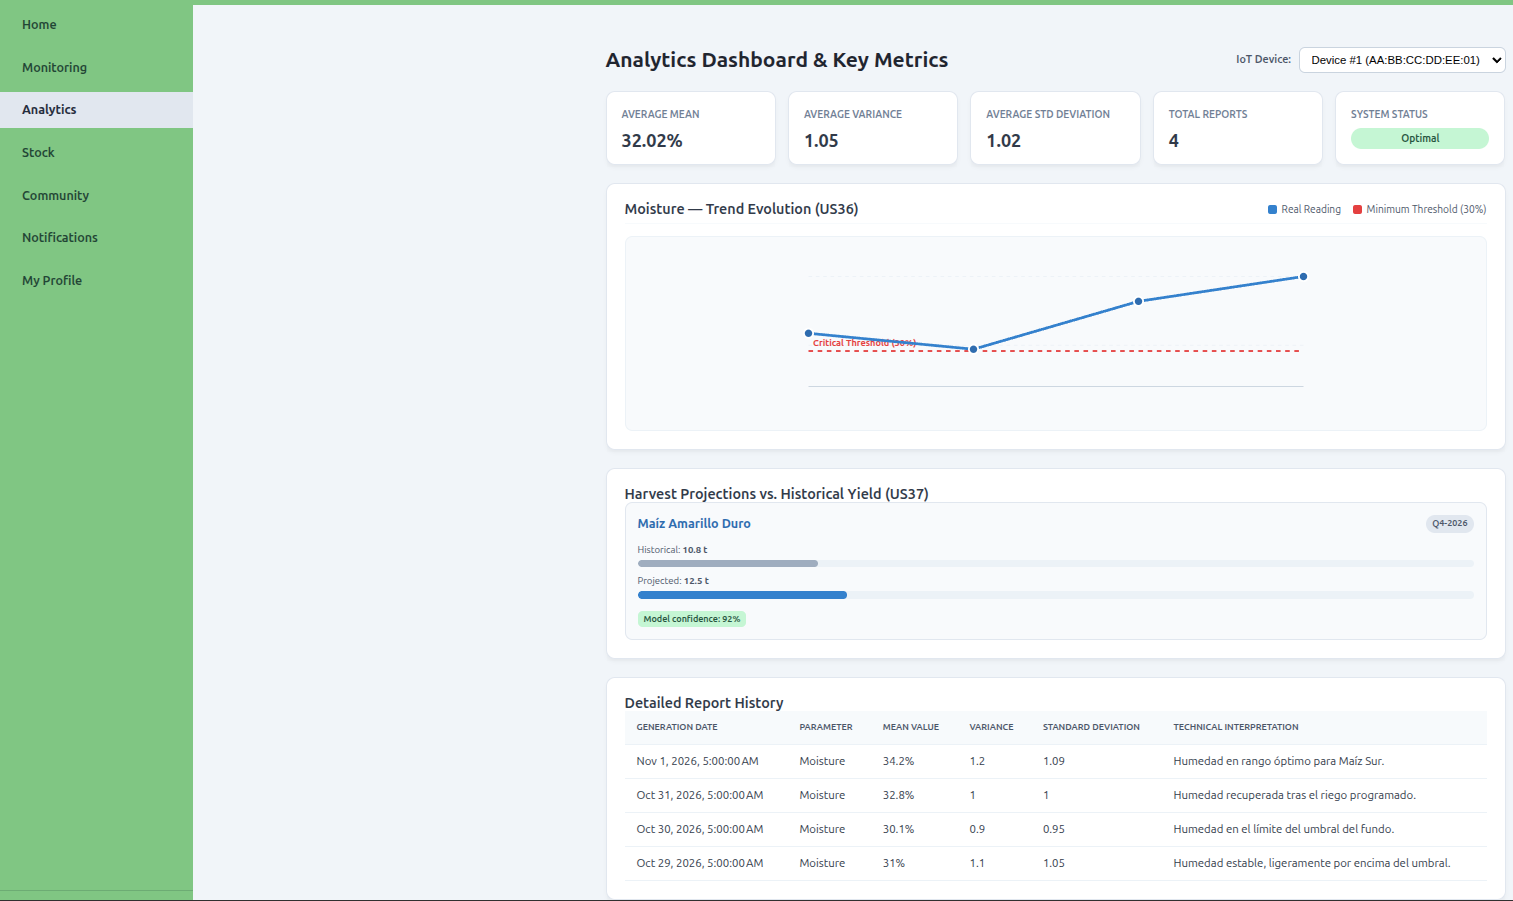 Home
Monitoring
Analytics
Stock
Community
Notifications
My Profile
Analytics Dashboard & Key Metrics
IoT Device: Device #1 (AA:BB:CC:DD:EE:01)
AVERAGE MEAN
32.02%
AVERAGE VARIANCE
1.05
AVERAGE STD DEVIATION
1.02
TOTAL REPORTS
4
SYSTEM STATUS
Optimal
Moisture — Trend Evolution (US36)
Real Reading Minimum Threshold (30%)
Critical Threshold (30%)
Harvest Projections vs. Historical Yield (US37)
Maíz Amarillo Duro Q4-2026
Historical: 10.8 t
Projected: 12.5 t
Model confidence: 92%
Detailed Report History
GENERATION DATE PARAMETER MEAN VALUE VARIANCE STANDARD DEVIATION TECHNICAL INTERPRETATION
Nov 1, 2026, 5:00:00 AM Moisture 34.2% 1.2 1.09 Humedad en rango óptimo para Maíz Sur.
Oct 31, 2026, 5:00:00 AM Moisture 32.8% 1 1 Humedad recuperada tras el riego programado.
Oct 30, 2026, 5:00:00 AM Moisture 30.1% 0.9 0.95 Humedad en el límite del umbral del fundo.
Oct 29, 2026, 5:00:00 AM Moisture 31% 1.1 1.05 Humedad estable, ligeramente por encima del umbral.